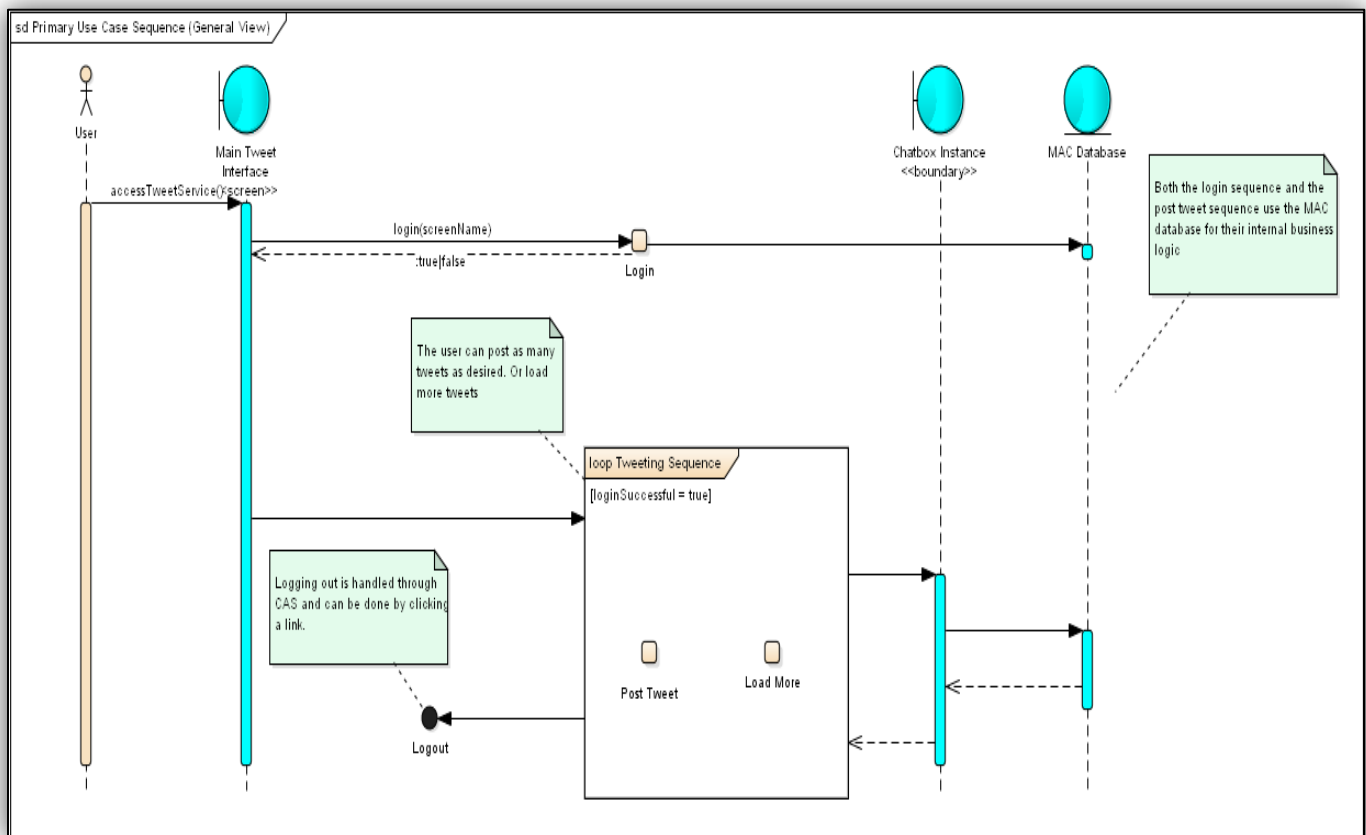 sd Primary Use Case Sequence (General View)
User
Main Tweet
Interface
<<screen>>
Chatbox Instance
<<boundary>>
MAC Database
accessTweetService()
Both the login sequence and the
post tweet sequence use the MAC
database for their internal business
logic
login(screenName)
:true|false
Login
The user can post as many
tweets as desired. Or load
more tweets
loop Tweeting Sequence
[loginSuccessful = true]
Logging out is handled through
CAS and can be done by clicking
a link.
Post Tweet
Load More
Logout